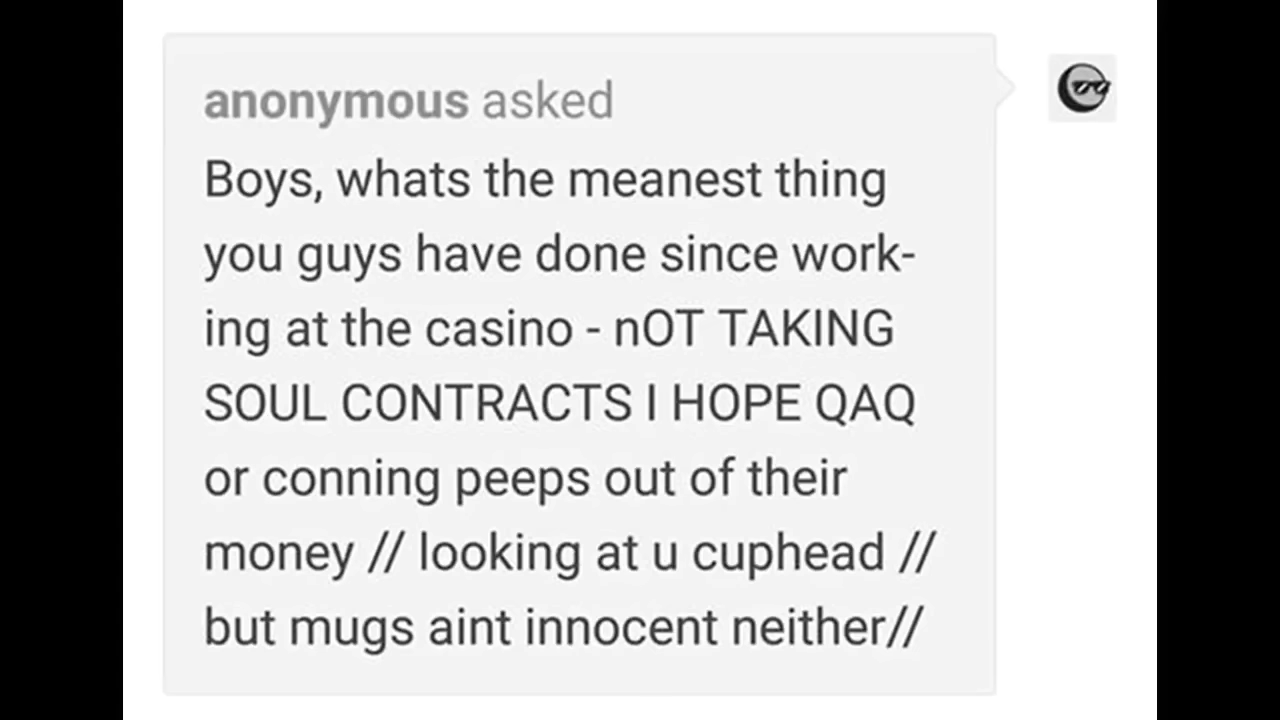 anonymous asked
Boys, whats the meanest thing
you guys have done since work-
ing at the casino - nOT TAKING
SOUL CONTRACTS I HOPE QAQ
or conning peeps out of their
money // looking at u cuphead //
but mugs aint innocent neither//